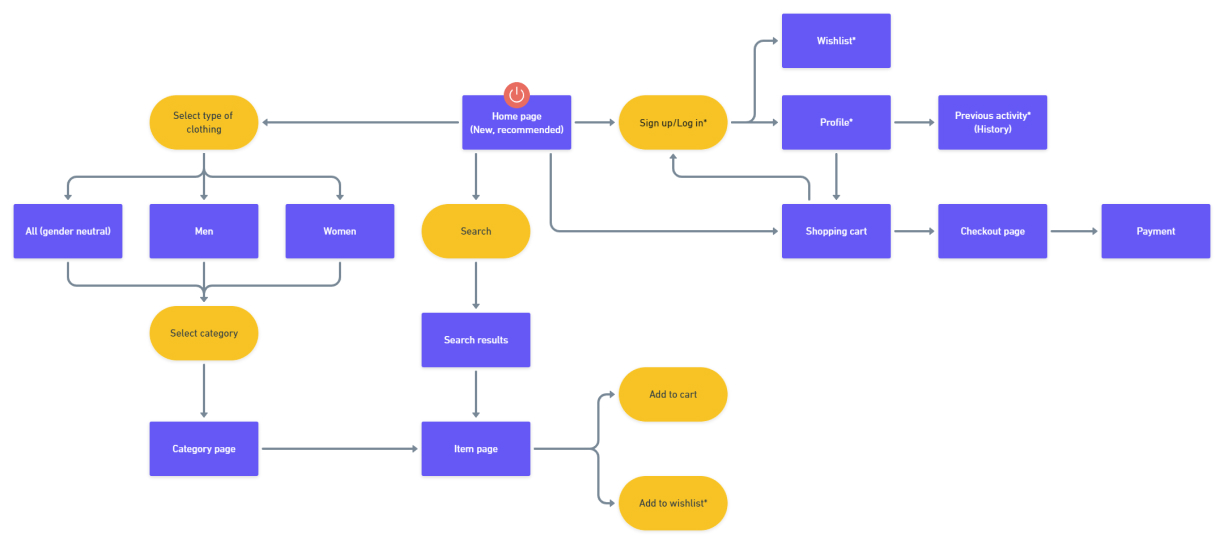 Wishlist*
Select type of
clothing
Home page
(New, recommended)
Sign up/Log in*
Profile*
Previous activity*
(History)
All (gender neutral)
Men
Women
Search
Shopping cart
Checkout page
Payment
Select category
Search results
Add to cart
Category page
Item page
Add to wishlist*